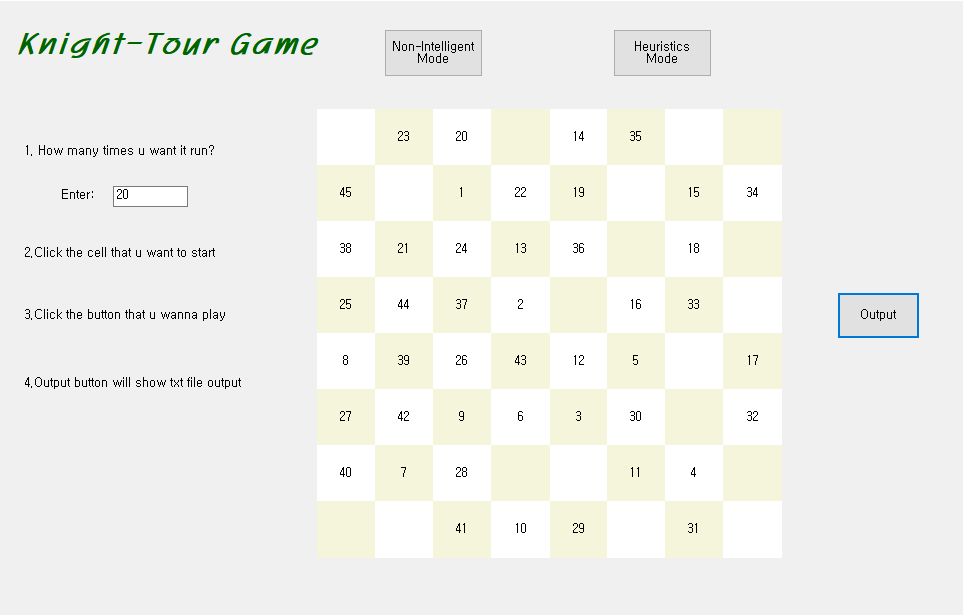 Knight-Tour Game
Non-Intelligent
Mode
Heuristics
Mode
1. How many times u want it run?
Enter:
20
2.Click the cell that u want to start
3.Click the button that u wanna play
4.Output button will show txt file output
23 20 14 35
45 1 22 19 15 34
38 21 24 13 36 18
25 44 37 2 16 33
8 39 26 43 12 5 17
27 42 9 6 3 30 32
40 7 28 11 4
41 10 29 31
Output